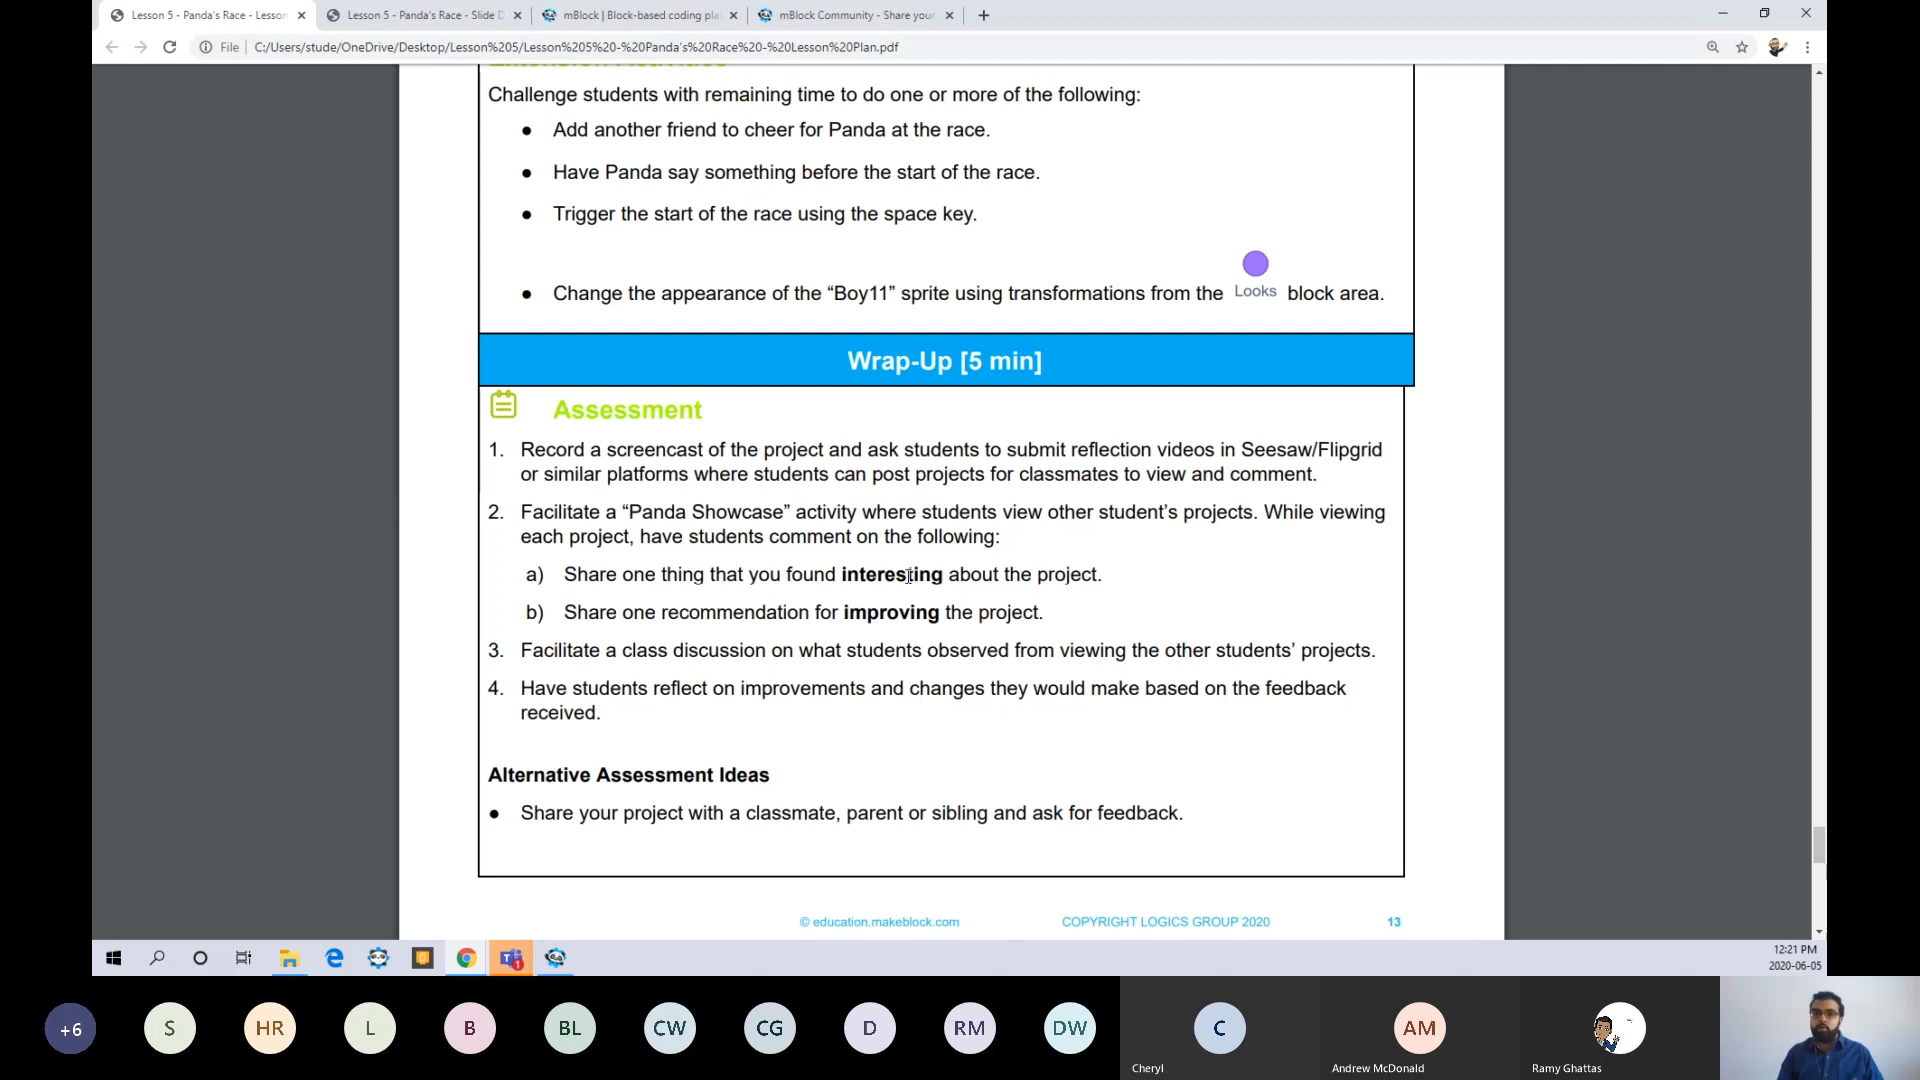 Lesson 5 - Panda's Race - Lesson
Lesson 5 - Panda's Race - Slide D
mBlock | Block-based coding pla
mBlock Community - Share your
File
C:/Users/stude/OneDrive/Desktop/Lesson%205/Lesson%205%20-%20Panda's%20Race%20-%20Lesson%20Plan.pdf
Challenge students with remaining time to do one or more of the following:
● Add another friend to cheer for Panda at the race.
● Have Panda say something before the start of the race.
● Trigger the start of the race using the space key.
● Change the appearance of the “Boy11” sprite using transformations from the Looks block area.
Wrap-Up [5 min]
Assessment
1. Record a screencast of the project and ask students to submit reflection videos in Seesaw/Flipgrid
or similar platforms where students can post projects for classmates to view and comment.
2. Facilitate a “Panda Showcase” activity where students view other student’s projects. While viewing
each project, have students comment on the following:
a) Share one thing that you found interesting about the project.
b) Share one recommendation for improving the project.
3. Facilitate a class discussion on what students observed from viewing the other students’ projects.
4. Have students reflect on improvements and changes they would make based on the feedback
received.
Alternative Assessment Ideas
● Share your project with a classmate, parent or sibling and ask for feedback.
© education.makeblock.com
COPYRIGHT LOGICS GROUP 2020
13
12:21 PM
2020-06-05
+6
S
HR
L
B
BL
CW
CG
D
RM
DW
C
AM
Cheryl
Andrew McDonald
Ramy Ghattas